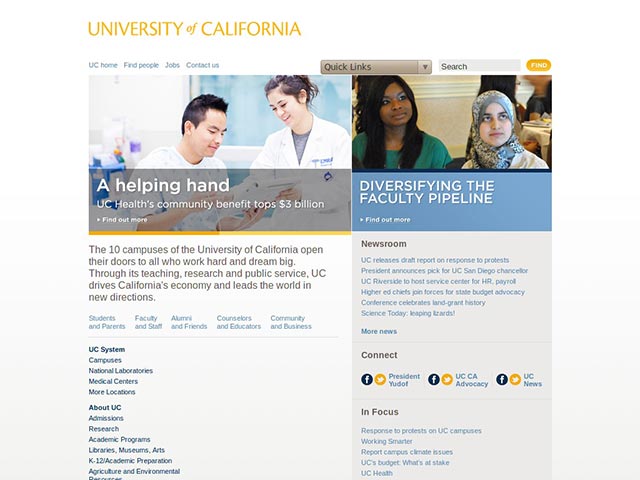 UNIVERSITY of CALIFORNIA
UC home Find people Jobs Contact us
Quick Links
Search
FIND
A helping hand
UC Health's community benefit tops $3 billion
Find out more
DIVERSIFYING THE
FACULTY PIPELINE
Find out more
The 10 campuses of the University of California open
their doors to all who work hard and dream big.
Through its teaching, research and public service, UC
drives California's economy and leads the world in
new directions.
Students
and Parents
Faculty
and Staff
Alumni
and Friends
Counselors
and Educators
Community
and Business
UC System
Campuses
National Laboratories
Medical Centers
More Locations
About UC
Admissions
Research
Academic Programs
Libraries, Museums, Arts
K-12/Academic Preparation
Agriculture and Environmental
Resources
Newsroom
UC releases draft report on response to protests
President announces pick for UC San Diego chancellor
UC Riverside to host service center for HR, payroll
Higher ed chiefs join forces for state budget advocacy
Conference celebrates land-grant history
Science Today: leaping lizards!
More news
Connect
President
Yudof
UC CA
Advocacy
UC
News
In Focus
Response to protests on UC campuses
Working Smarter
Report campus climate issues
UC's budget: What's at stake
UC Health